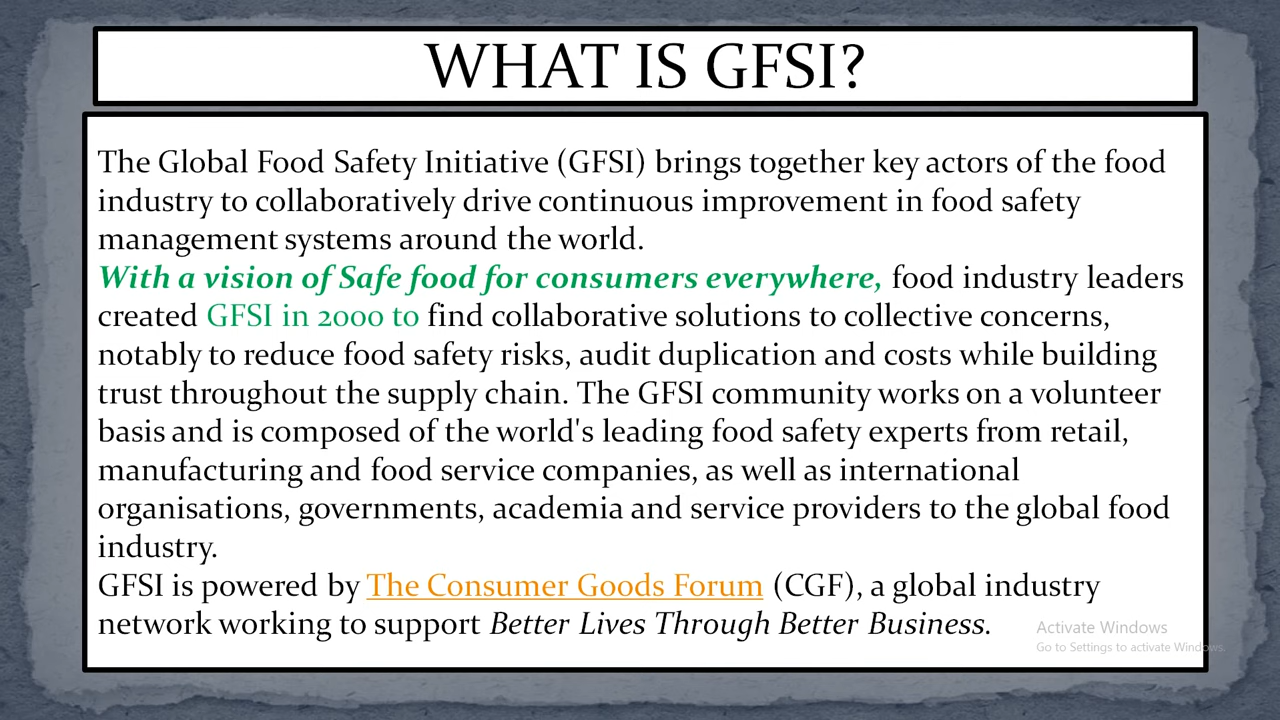 WHAT IS GFSI?
The Global Food Safety Initiative (GFSI) brings together key actors of the food
industry to collaboratively drive continuous improvement in food safety
management systems around the world.
With a vision of Safe food for consumers everywhere, food industry leaders
created GFSI in 2000 to find collaborative solutions to collective concerns,
notably to reduce food safety risks, audit duplication and costs while building
trust throughout the supply chain. The GFSI community works on a volunteer
basis and is composed of the world's leading food safety experts from retail,
manufacturing and food service companies, as well as international
organisations, governments, academia and service providers to the global food
industry.
GFSI is powered by The Consumer Goods Forum (CGF), a global industry
network working to support Better Lives Through Better Business.
Activate Windows
Go to Settings to activate Windows.